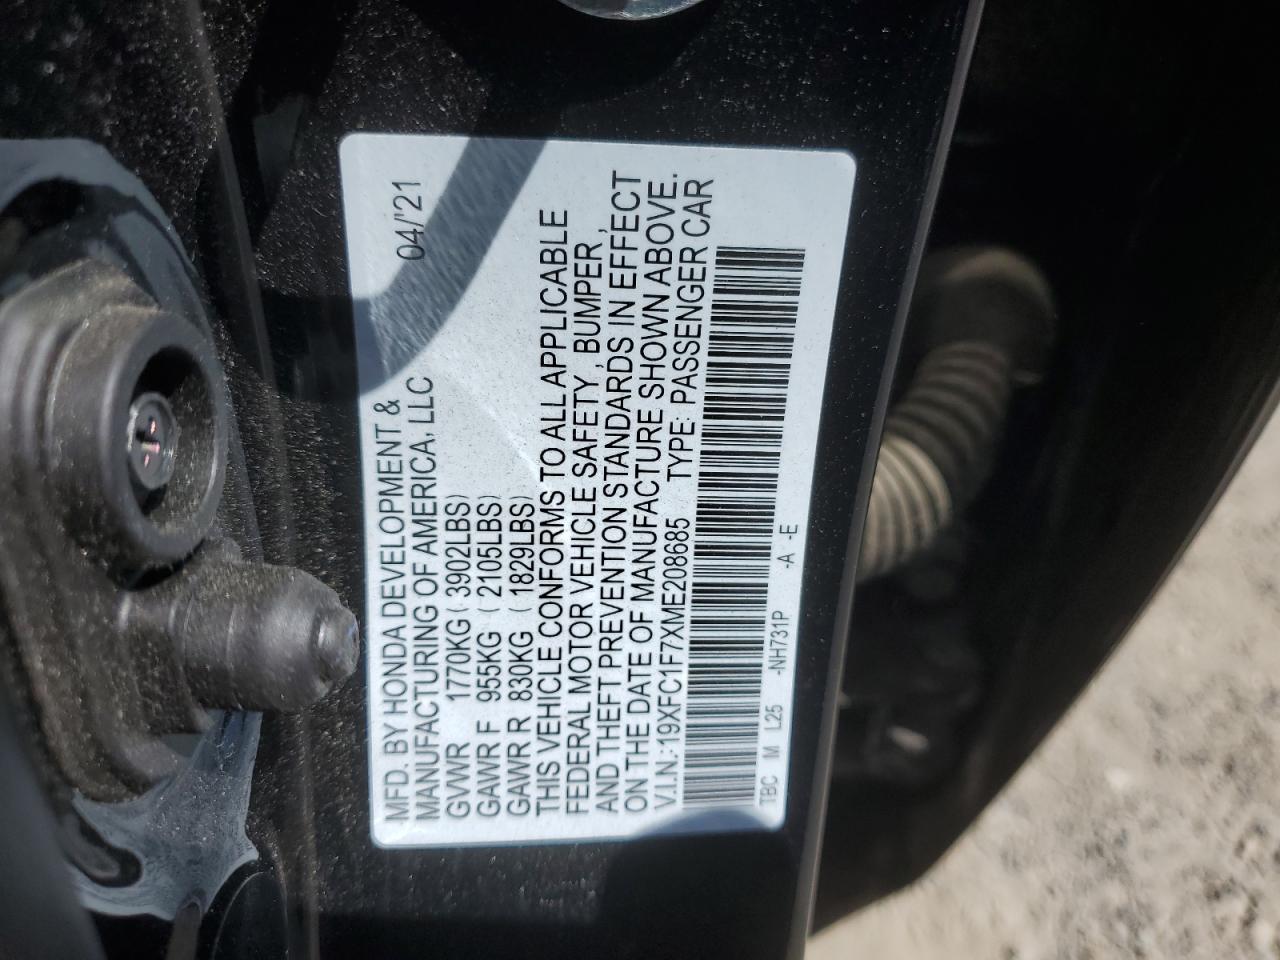 MFD. BY HONDA DEVELOPMENT & 04/'21
MANUFACTURING OF AMERICA, LLC
GVWR 1770KG (3902LBS)
GAWR F 955KG (2105LBS)
GAWR R 830KG (1829LBS)
THIS VEHICLE CONFORMS TO ALL APPLICABLE
FEDERAL MOTOR VEHICLE SAFETY, BUMPER,
AND THEFT PREVENTION STANDARDS IN EFFECT
ON THE DATE OF MANUFACTURE SHOWN ABOVE.
V.I.N.:19XFC1F7XME208685 TYPE: PASSENGER CAR
TBC M L25 -NH731P -A -E